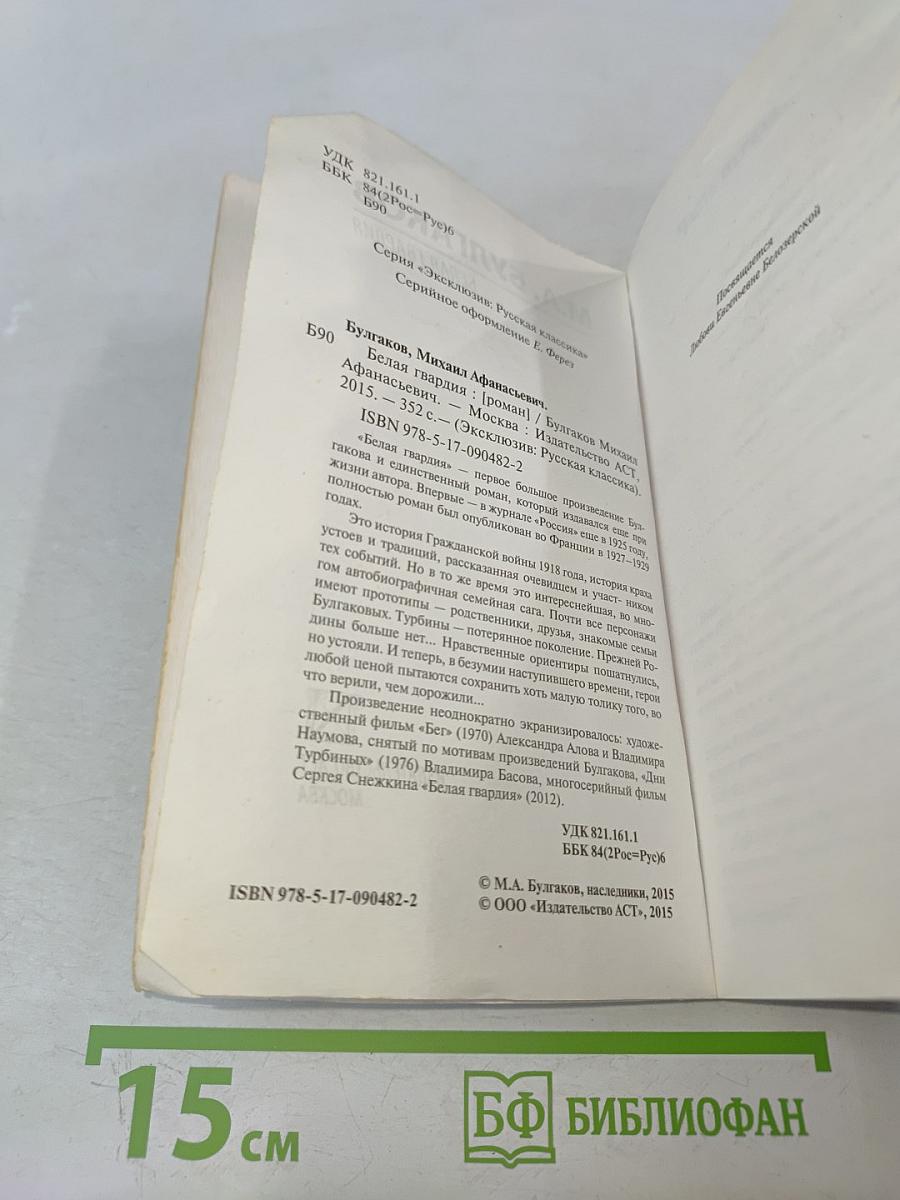 УДК 821.161.1
ББК 84(2Рос=Рус)6
Б90
Серия «Эксклюзив: Русская классика»
Серийное оформление Е. Ферез
Булгаков, Михаил Афанасьевич.
Б90 Белая гвардия : [роман] / Булгаков Михаил
Афанасьевич. — Москва : Издательство АСТ,
2015. — 352 с.— (Эксклюзив: Русская классика).
ISBN 978-5-17-090482-2
«Белая гвардия» — первое большое произведение Бул-
гакова и единственный роман, который издавался еще при
жизни автора. Впервые — в журнале «Россия» еще в 1925 году,
полностью роман был опубликован во Франции в 1927–1929
годах.
Это история Гражданской войны 1918 года, история краха
устоев и традиций, рассказанная очевидцем и участ- ником
тех событий. Но в то же время это интереснейшая, во мно-
гом автобиографичная семейная сага. Почти все персонажи
имеют прототипы — родственники, друзья, знакомые семьи
Булгаковых. Турбины — потерянное поколение. Прежней Ро-
дины больше нет... Нравственные ориентиры пошатнулись,
но устояли. И теперь, в безумии наступившего времени, герои
любой ценой пытаются сохранить хоть малую толику того, во
что верили, чем дорожили...
Произведение неоднократно экранизировалось: художе-
ственный фильм «Бег» (1970) Александра Алова и Владимира
Наумова, снятый по мотивам произведений Булгакова, «Дни
Турбиных» (1976) Владимира Басова, многосерийный фильм
Сергея Снежкина «Белая гвардия» (2012).
УДК 821.161.1
ББК 84(2Рос=Рус)6
ISBN 978-5-17-090482-2
© М.А. Булгаков, наследники, 2015
© ООО «Издательство АСТ», 2015
Посвящается
Любови Евгеньевне Белозерской
15 см
БФ БИБЛИОФАН